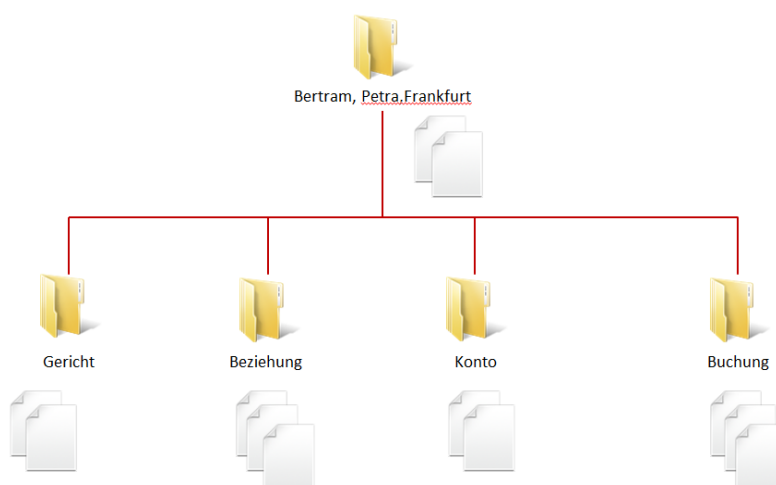 Bertram, Petra,Frankfurt
Gericht
Beziehung
Konto
Buchung